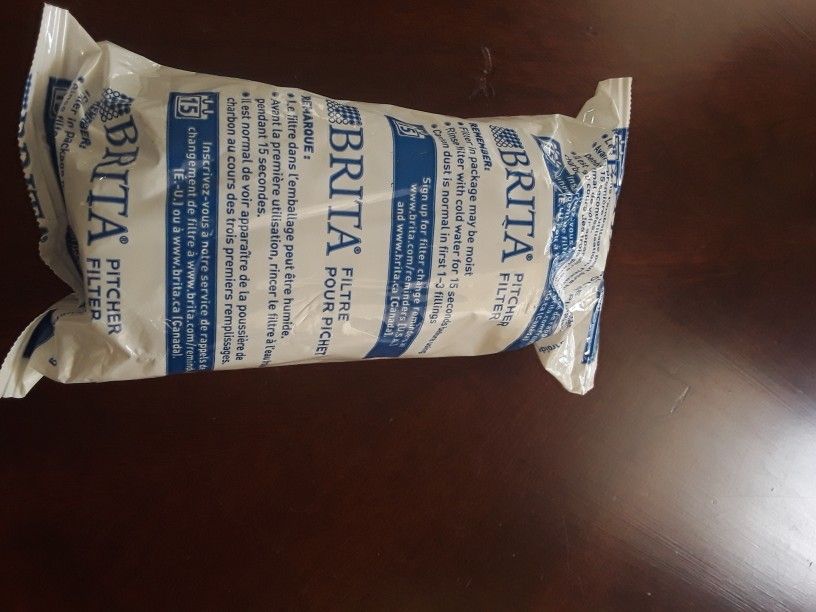 BRITA®
PITCHER
FILTER
REMEMBER:
• Filter in package may be moist
• Rinse filter with cold water for 15 seconds
dust is normal in first 1-3 fillings
15
Sign up for filter change
www.brita.com/reminders (U.S.A)
and www.brita.ca (Canada)
BRITA®
FILTRE
POUR PICHET
REMARQUE :
• Le filtre dans l'emballage peut être humide.
• Avant la première utilisation, rincer le filtre à l'eau
pendant 15 secondes.
• Il est normal de voir apparaître de la poussière de
charbon au cours des trois premiers remplissages.
15
Inscrivez-vous à notre service de rappels de
changement de filtre à www.brita.com/remind
(É.-U.) ou à www.brita.ca (Canada).
BRITA®
PITCHER
FILTER